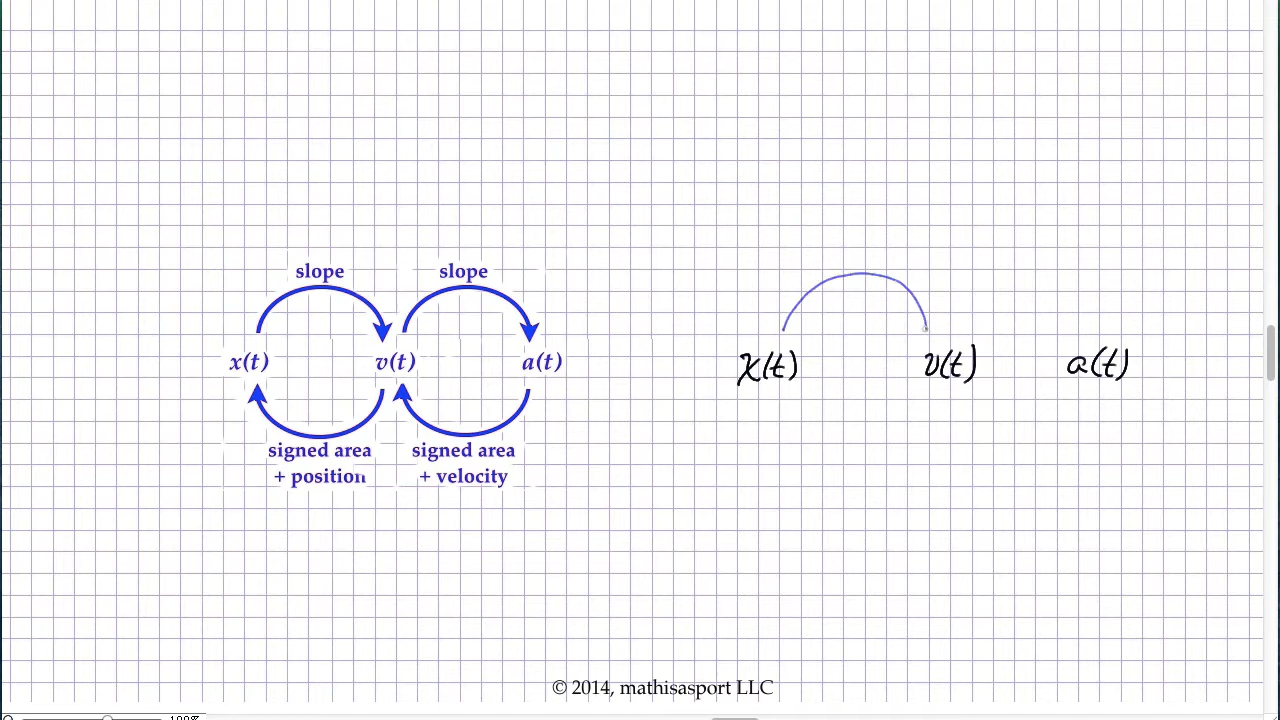 slope slope
x(t) v(t) a(t)
signed area signed area
+ position + velocity
x(t) v(t) a(t)
© 2014, mathisasport LLC